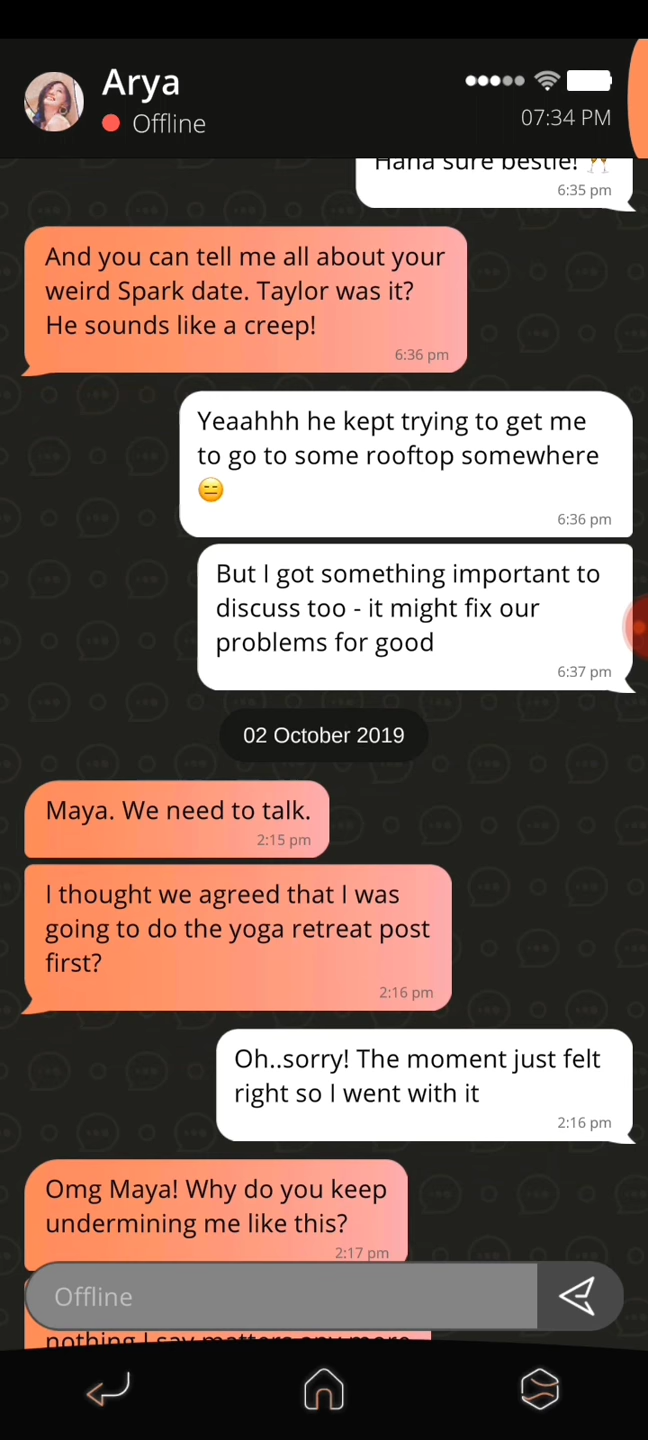 Arya
Offline
07:34 PM
Haha sure bestie! 🥂
6:35 pm
And you can tell me all about your
weird Spark date. Taylor was it?
He sounds like a creep!
6:36 pm
Yeaahhh he kept trying to get me
to go to some rooftop somewhere
😑
6:36 pm
But I got something important to
discuss too - it might fix our
problems for good
6:37 pm
02 October 2019
Maya. We need to talk.
2:15 pm
I thought we agreed that I was
going to do the yoga retreat post
first?
2:16 pm
Oh..sorry! The moment just felt
right so I went with it
2:16 pm
Omg Maya! Why do you keep
undermining me like this?
2:17 pm
Offline
nothing I say matters any more